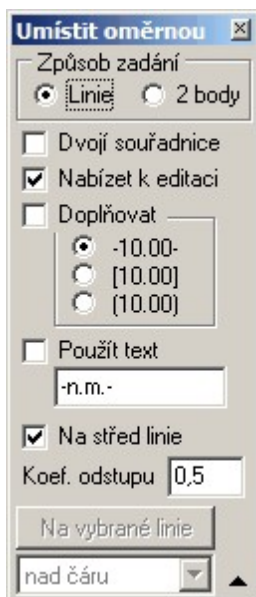 Umístit oměrnou
Způsob zadání
Linie 2 body
Dvojí souřadnice
Nabízet k editaci
Doplňovat
-10.00-
[10.00]
(10.00)
Použít text
-n.m.-
Na střed linie
Koef. odstupu 0,5
Na vybrané linie
nad čáru